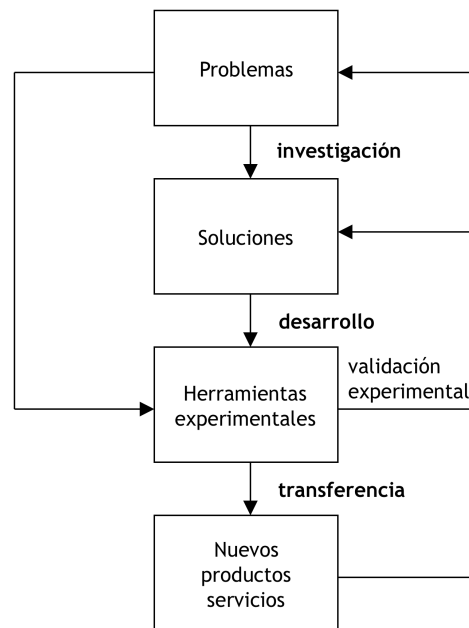 Problemas
investigación
Soluciones
desarrollo
Herramientas
experimentales
validación
experimental
transferencia
Nuevos
productos
servicios